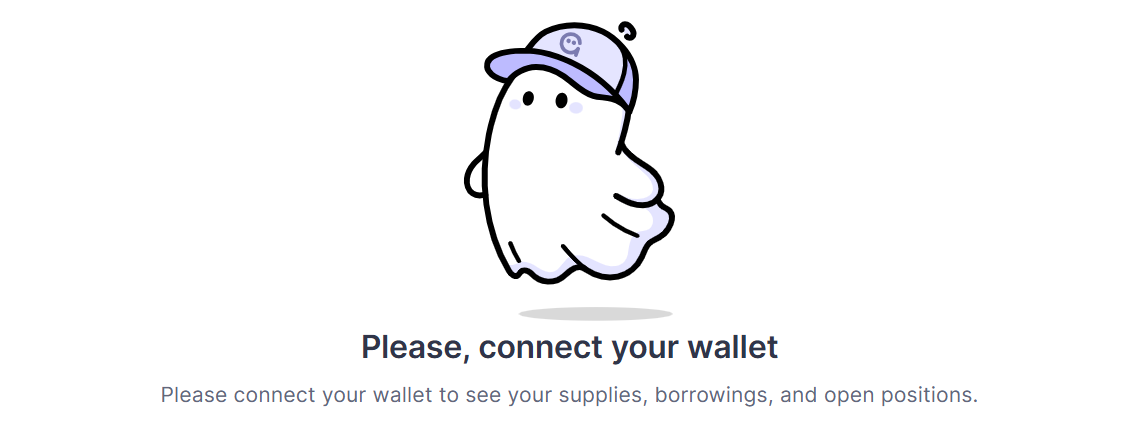 Please, connect your wallet
Please connect your wallet to see your supplies, borrowings, and open positions.